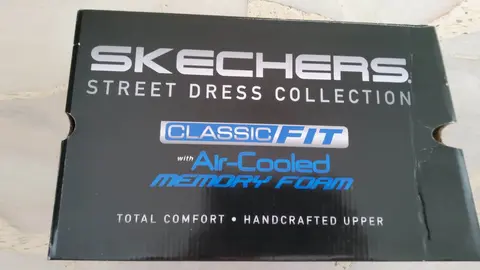 SKECHERS
STREET DRESS COLLECTION
CLASSIC FIT
with Air-Cooled
MEMORY FOAM
TOTAL COMFORT • HANDCRAFTED UPPER